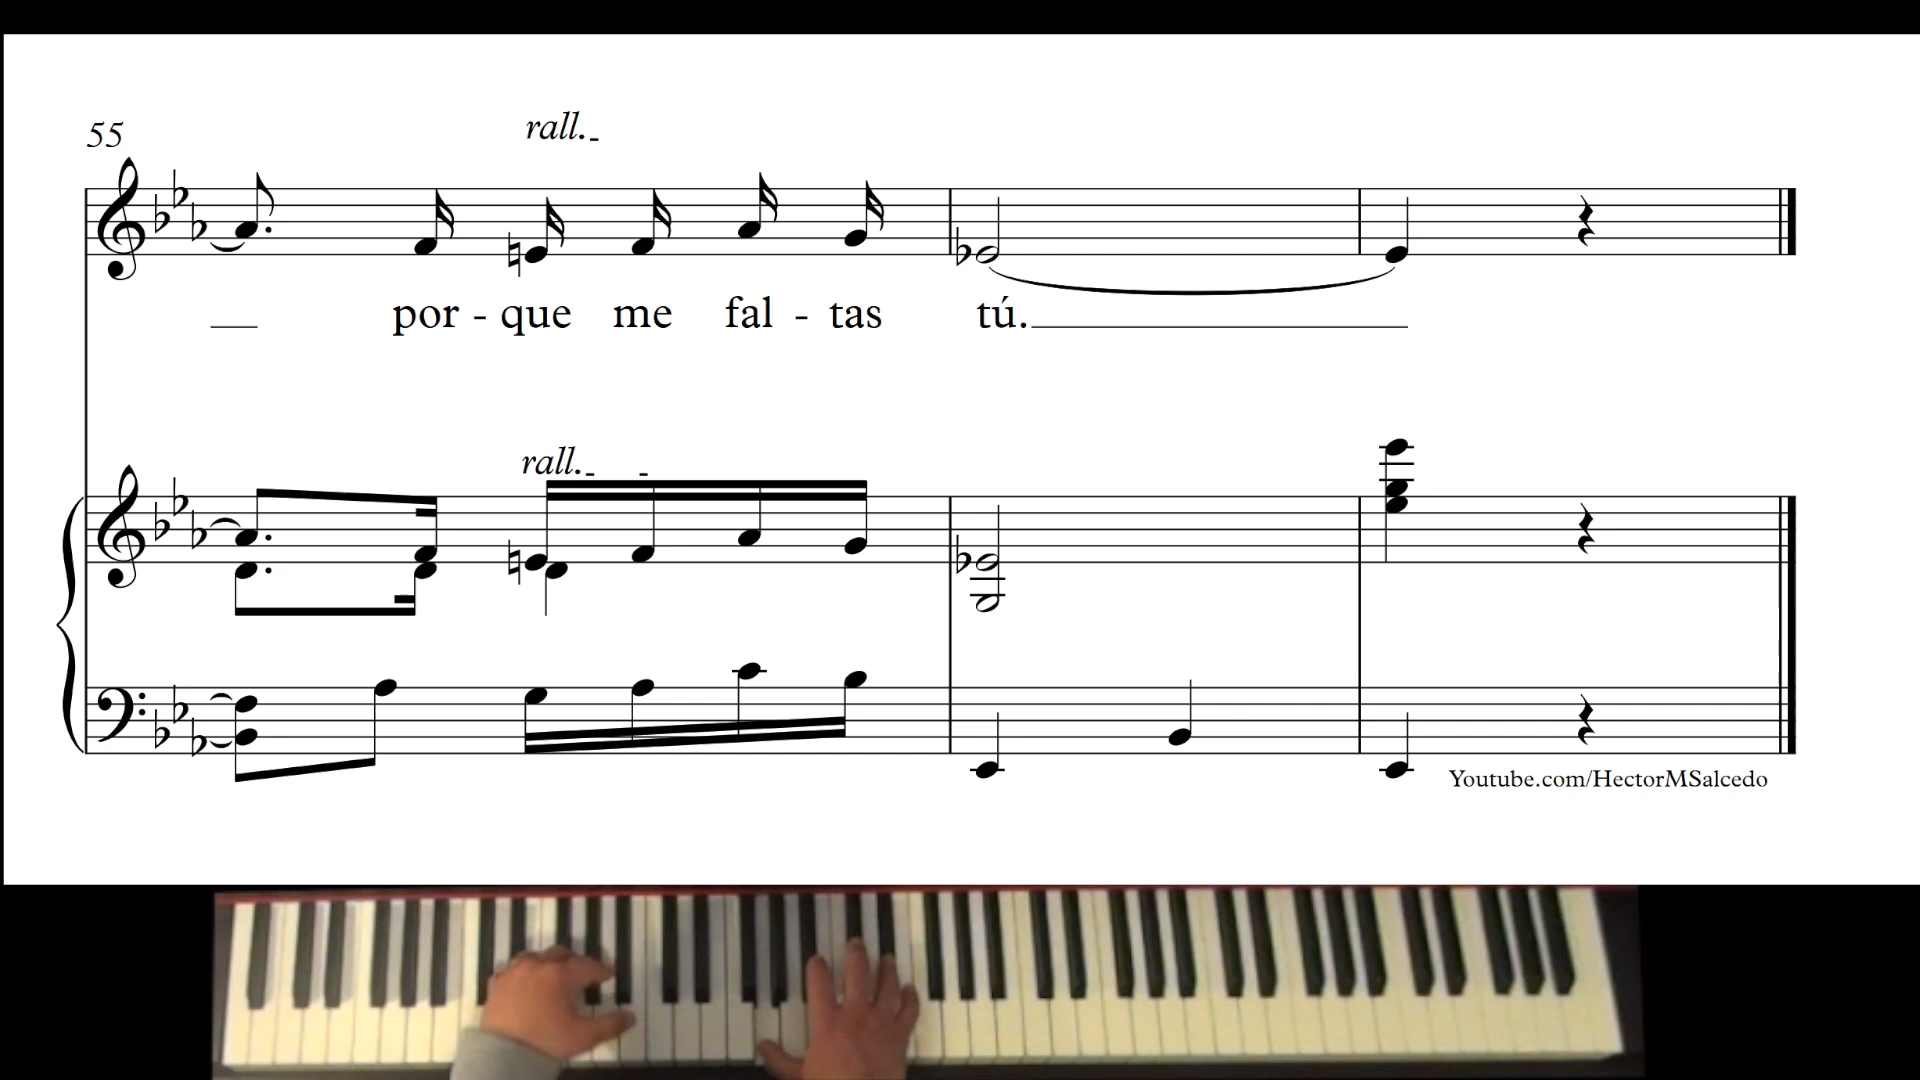 55
rall.
por - que me fal - tas tú.
rall.
Youtube.com/HectorMSalcedo